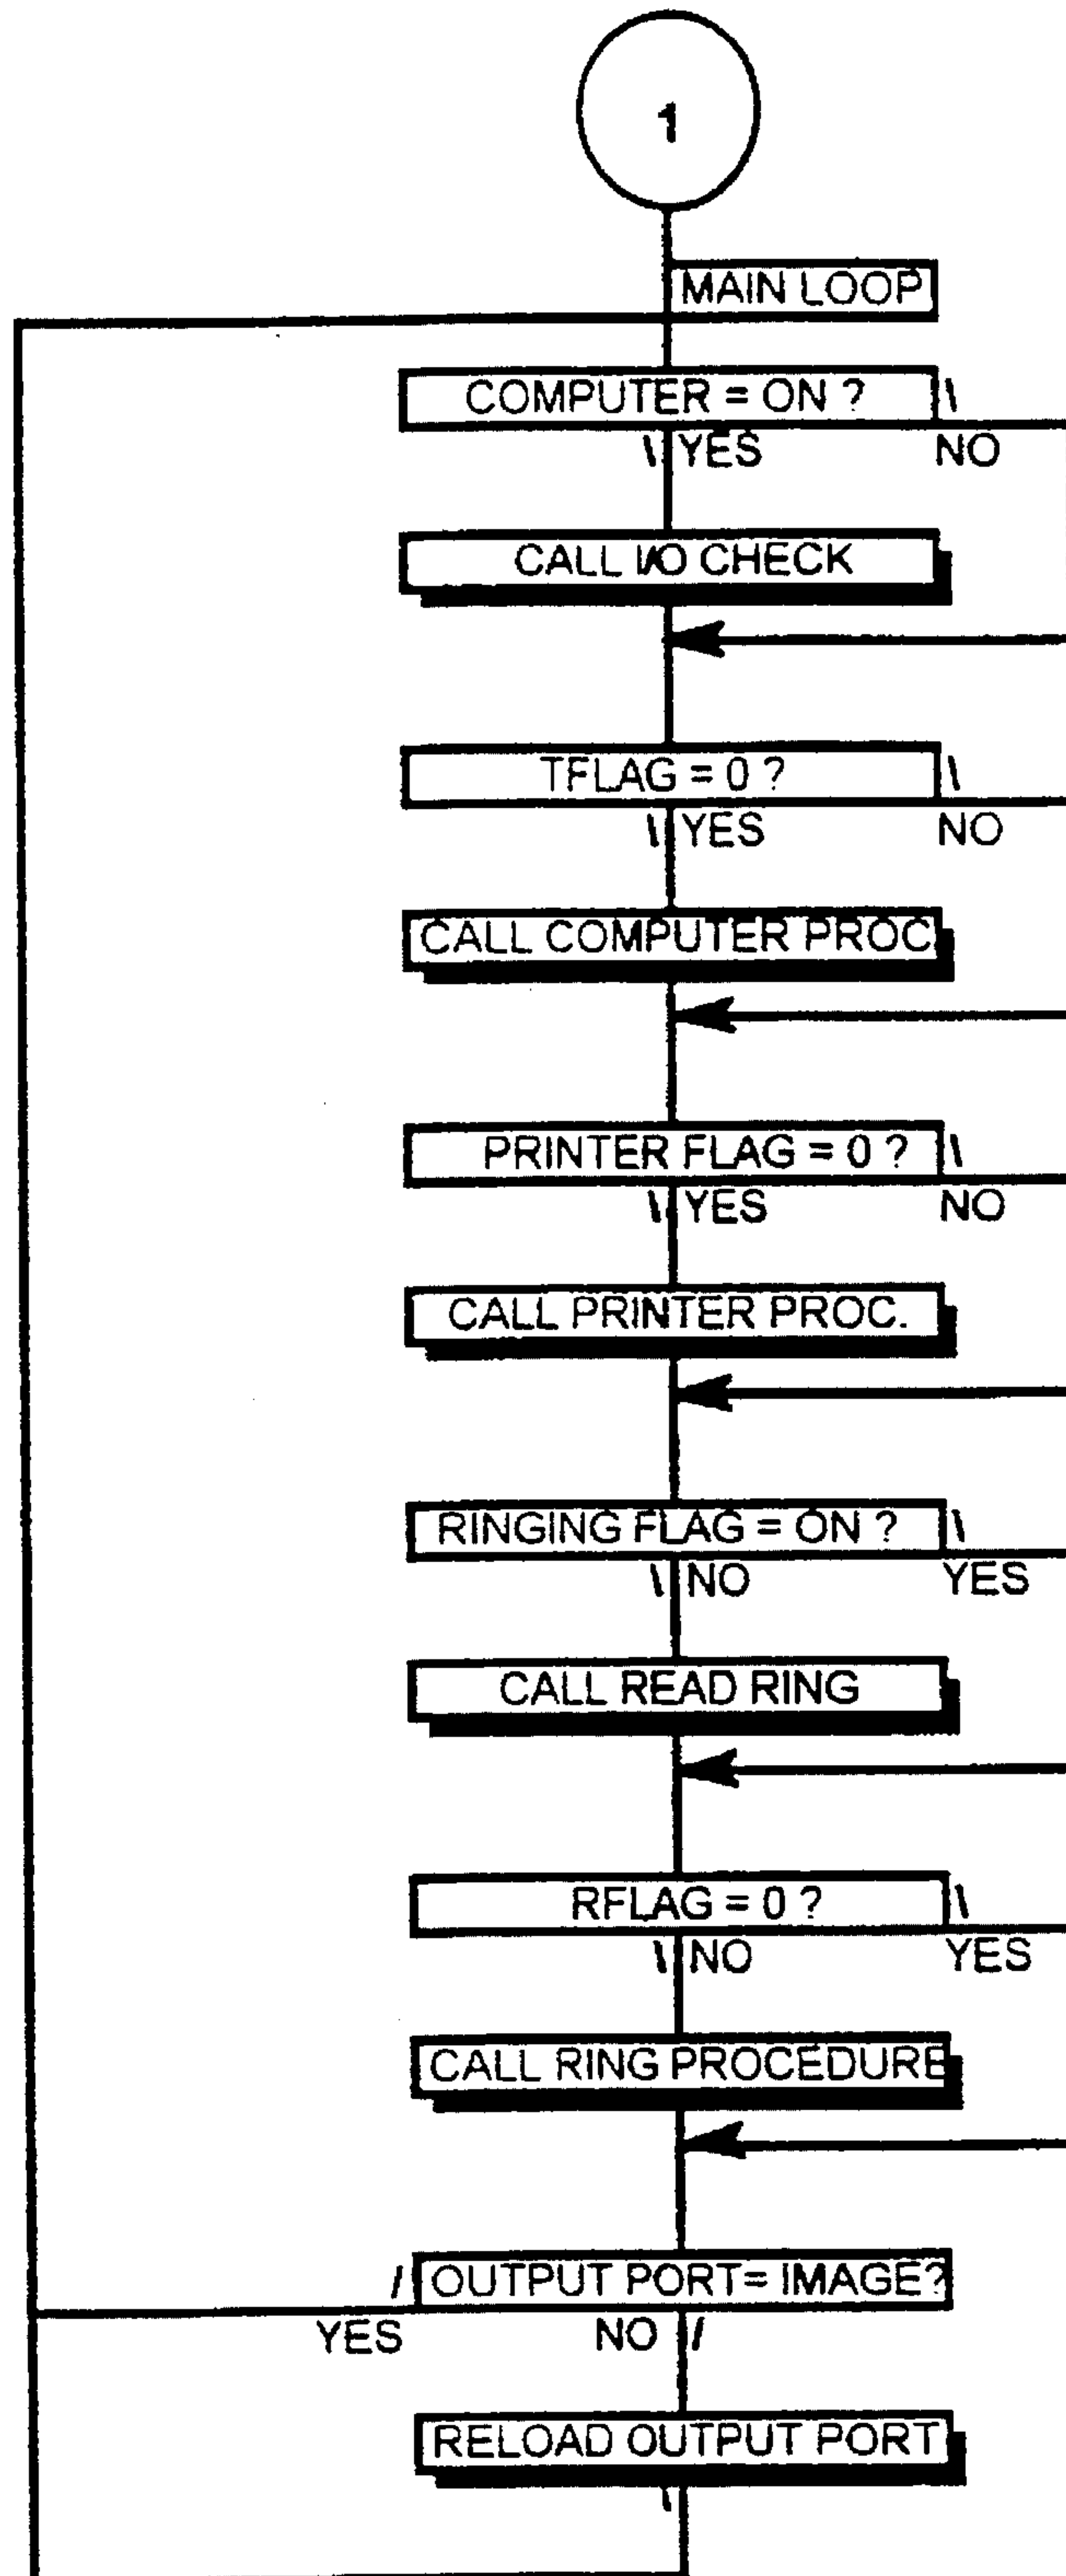 1
MAIN LOOP
COMPUTER = ON ?
YES NO
CALL I/O CHECK
TFLAG = 0 ?
YES NO
CALL COMPUTER PROC
PRINTER FLAG = 0 ?
YES NO
CALL PRINTER PROC.
RINGING FLAG = ON ?
NO YES
CALL READ RING
RFLAG = 0 ?
NO YES
CALL RING PROCEDURE
OUTPUT PORT= IMAGE?
YES NO
RELOAD OUTPUT PORT